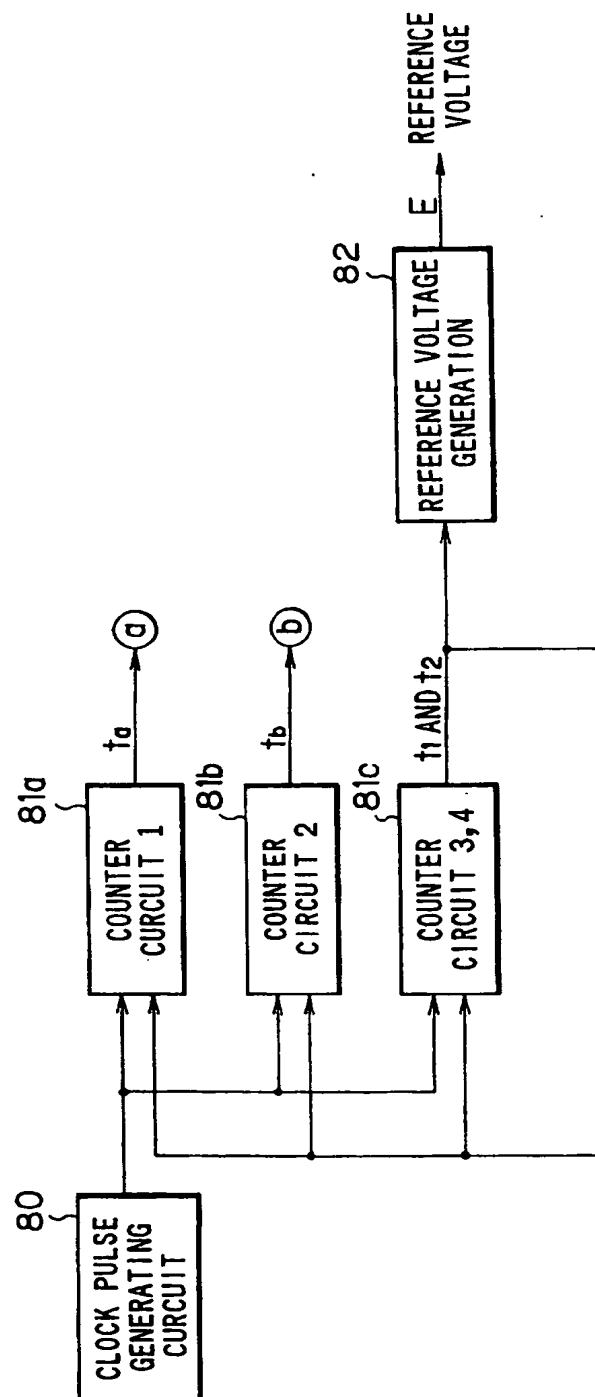 80
CLOCK PULSE
GENERATING
CURCUIT
81a
COUNTER
CURCUIT 1
ta
a
81b
COUNTER
CIRCUIT 2
tb
b
81c
COUNTER
CIRCUIT 3,4
t1 AND t2
82
REFERENCE VOLTAGE
GENERATION
E
REFERENCE
VOLTAGE